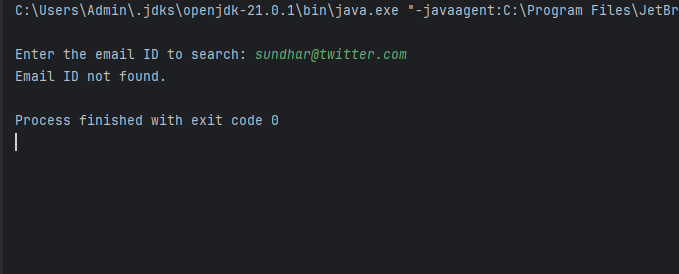 C:\Users\Admin\.jdks\openjdk-21.0.1\bin\java.exe "-javaagent:C:\Program Files\JetBr
Enter the email ID to search: sundhar@twitter.com
Email ID not found.
Process finished with exit code 0